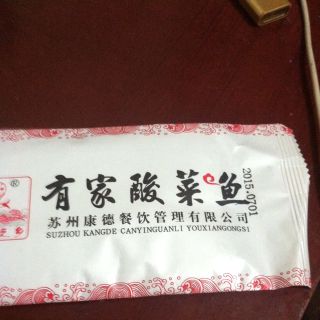 有家酸菜鱼
2015.0701
苏州康德餐饮管理有限公司
SUZHOU KANGDE CANYINGUANLI YOUXIANGONGSI
®